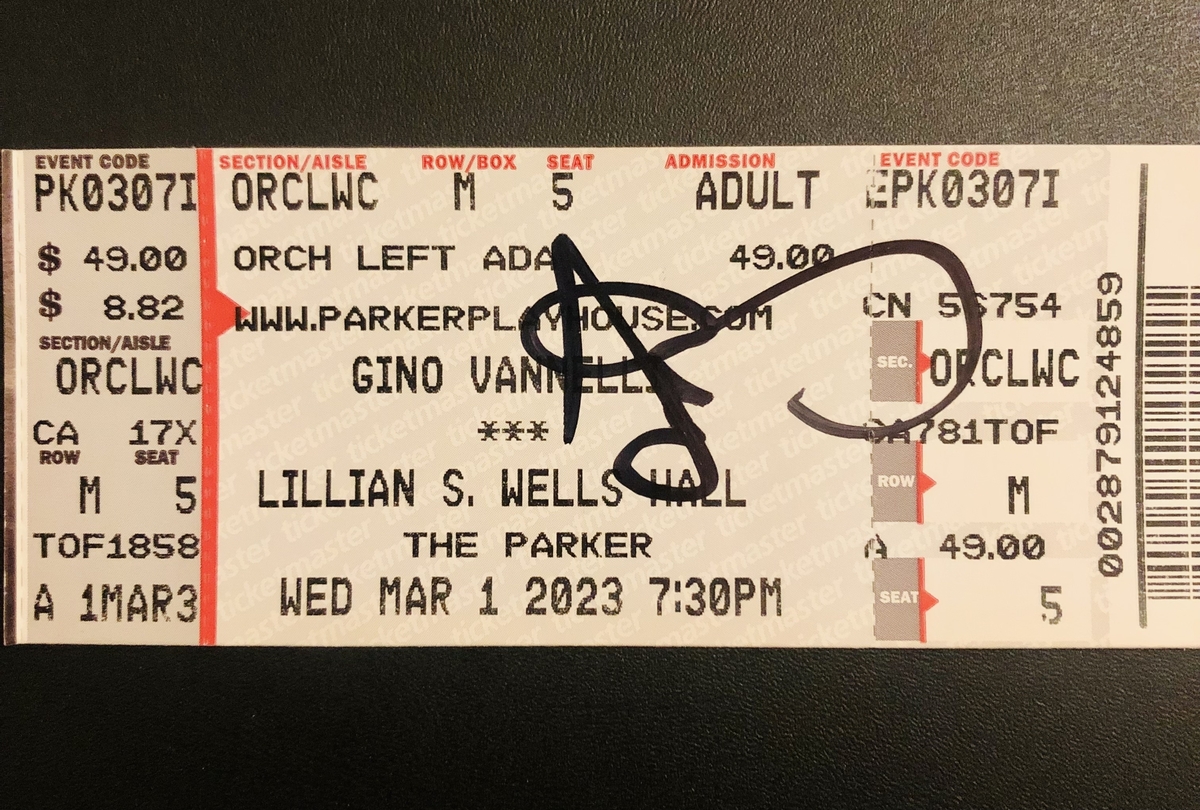 EVENT CODE
PK0307I
$ 49.00
$ 8.82
SECTION/AISLE
ORCLWC
CA 17X
ROW SEAT
M 5
TOF1858
A 1MAR3
SECTION/AISLE ROW/BOX SEAT ADMISSION
ORCLWC M 5 ADULT
ORCH LEFT ADA 49.00
WWW.PARKERPLAYHOUSE.COM
GINO VANNELLI
***
LILLIAN S. WELLS HALL
THE PARKER
WED MAR 1 2023 7:30PM
EVENT CODE
EPK0307I
CN 56754
SEC. ORCLWC
CA781TOF
ROW M
A 49.00
SEAT 5
0028791248​59